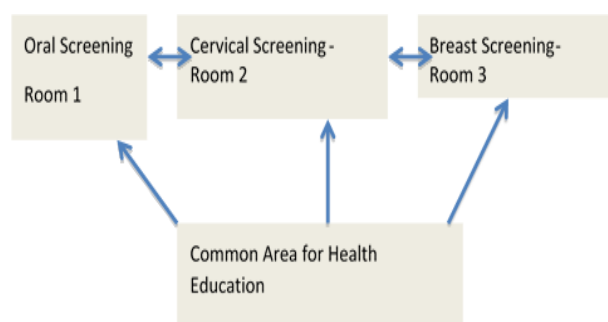 Oral Screening
Room 1
Cervical Screening -
Room 2
Breast Screening-
Room 3
Common Area for Health
Education